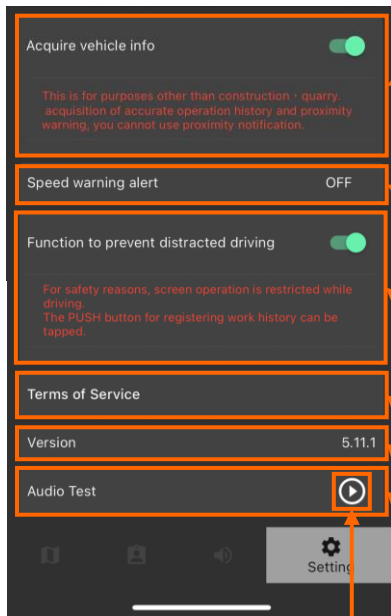 Acquire vehicle info
This is for purposes other than construction・quarry.
acquisition of accurate operation history and proximity
warning, you cannot use proximity notification.
Speed warning alert OFF
Function to prevent distracted driving
For safety reasons, screen operation is restricted while
driving.
The PUSH button for registering work history can be
tapped.
Terms of Service
Version 5.11.1
Audio Test
Setting